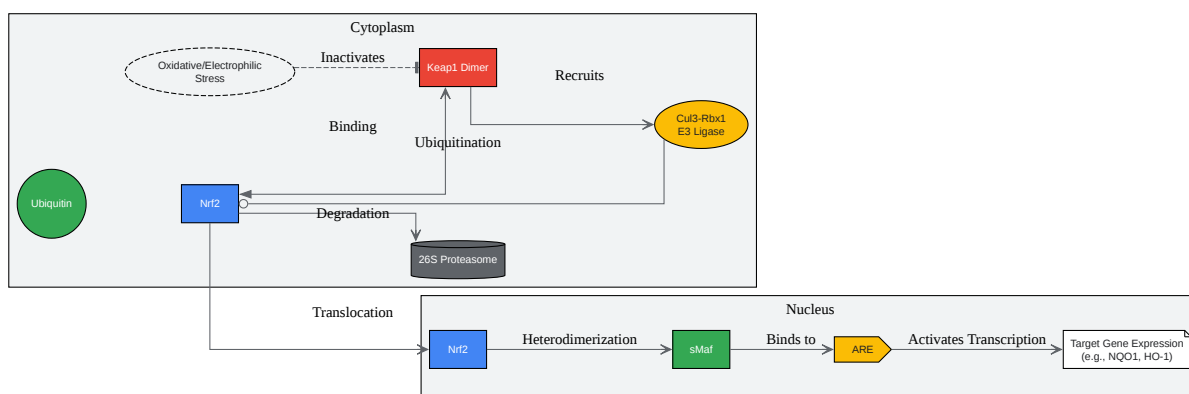 Cytoplasm
Oxidative/Electrophilic
Stress
Inactivates
Keap1 Dimer
Recruits
Cul3-Rbx1
E3 Ligase
Binding
Ubiquitination
Ubiquitin
Nrf2
Degradation
26S Proteasome
Translocation
Nucleus
Nrf2
Heterodimerization
sMaf
Binds to
ARE
Activates Transcription
Target Gene Expression
(e.g., NQO1, HO-1)